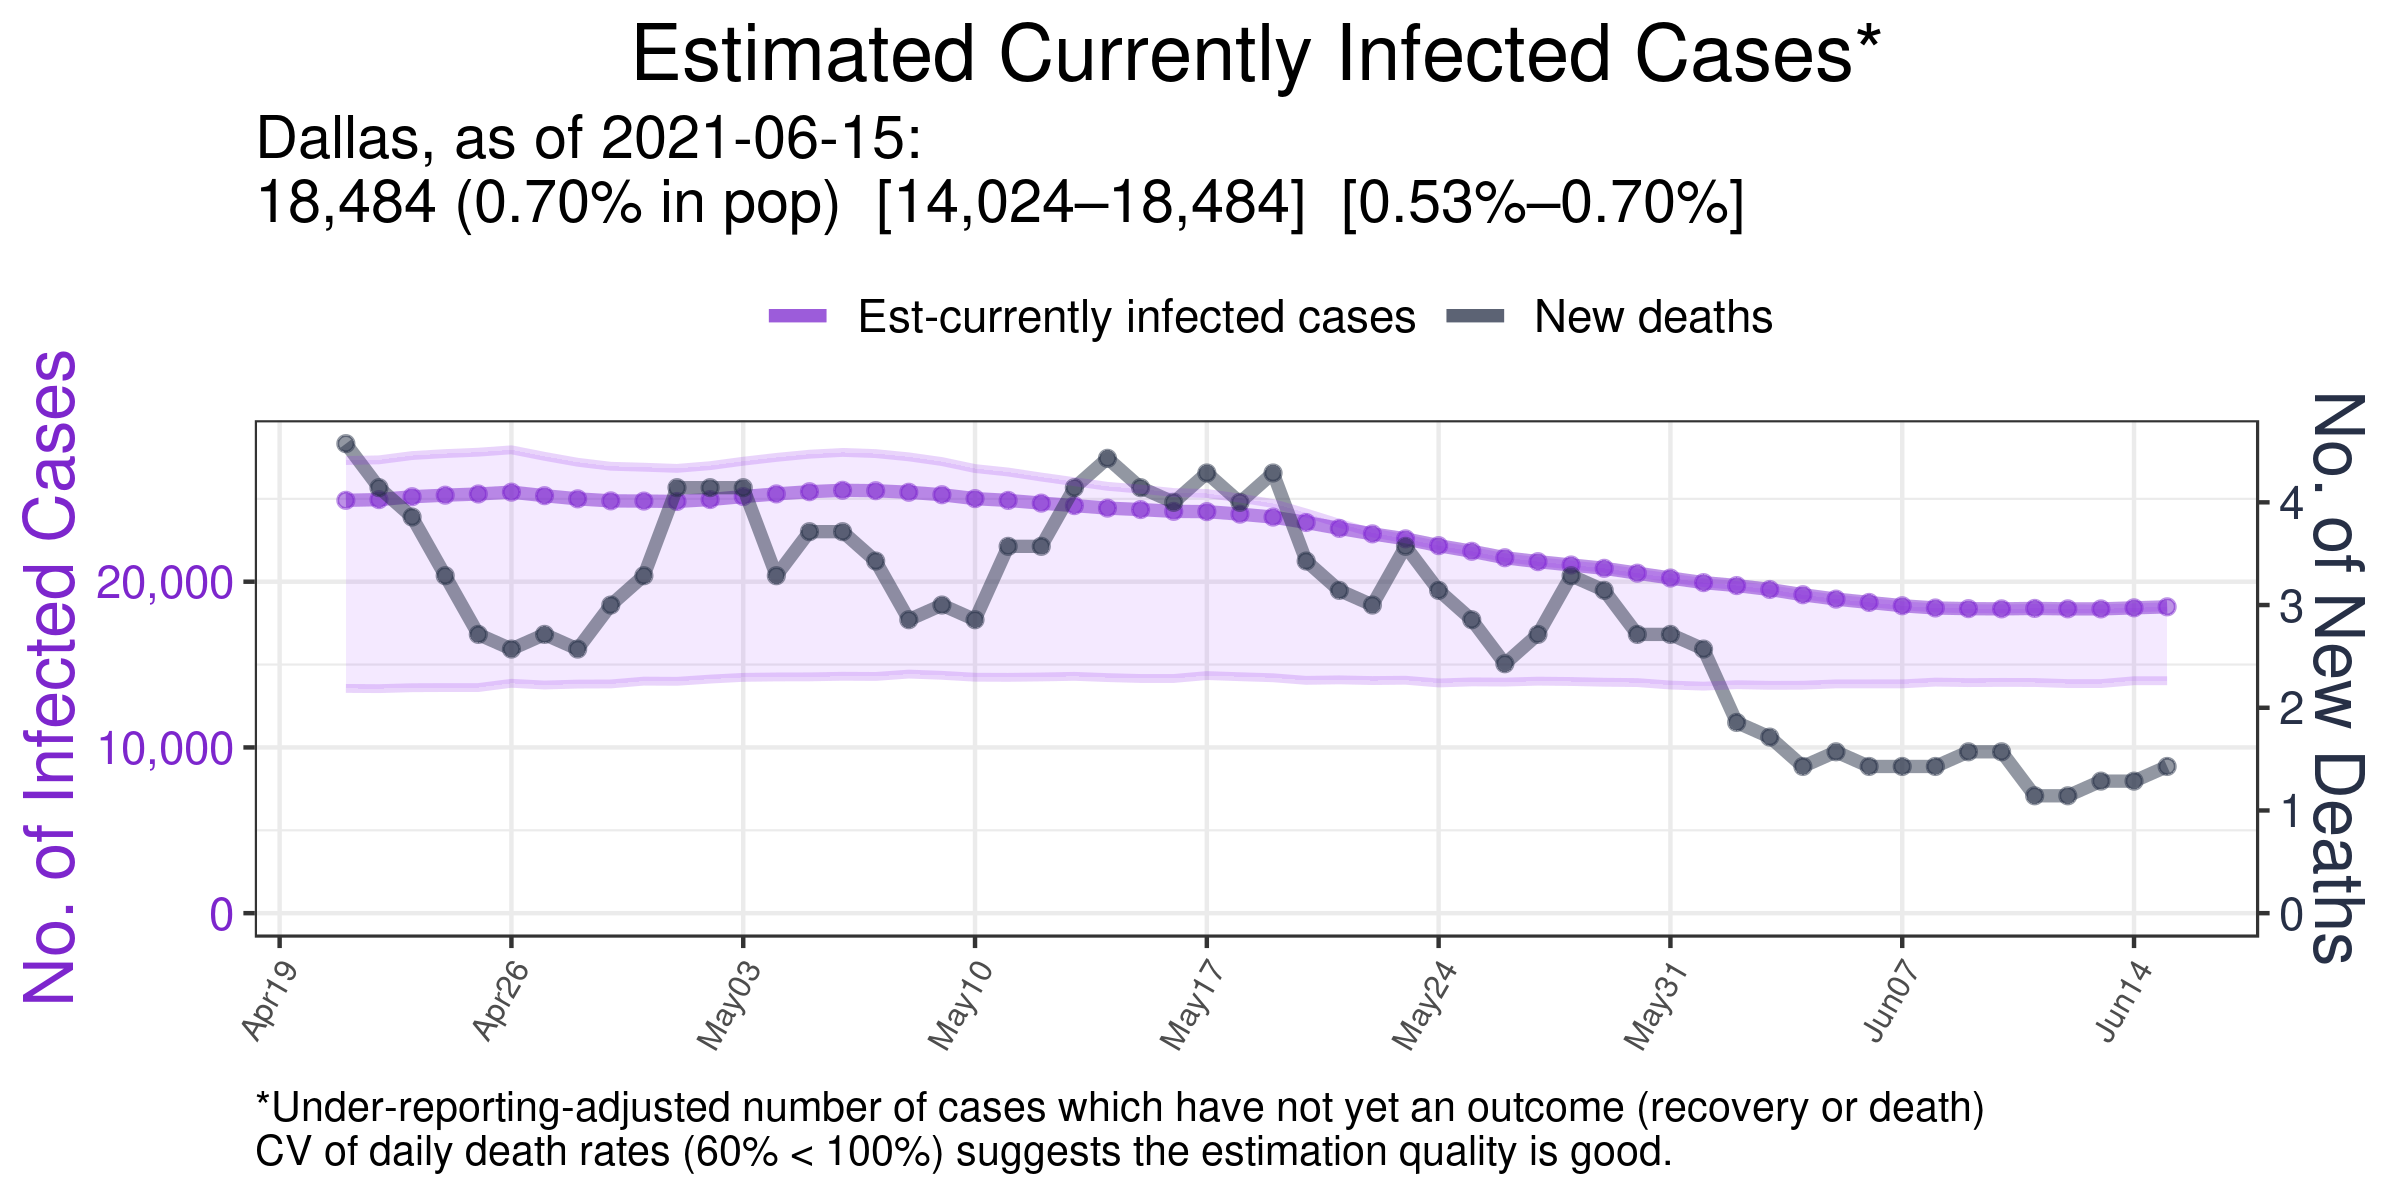 Estimated Currently Infected Cases*
Dallas, as of 2021-06-15:
18,484 (0.70% in pop) [14,024–18,484] [0.53%–0.70%]
Est-currently infected cases New deaths
No. of Infected Cases
20,000
10,000
0
4
3
2
1
0
No. of New Deaths
Apr19 Apr26 May03 May10 May17 May24 May31 Jun07 Jun14
*Under-reporting-adjusted number of cases which have not yet an outcome (recovery or death)
CV of daily death rates (60% < 100%) suggests the estimation quality is good.